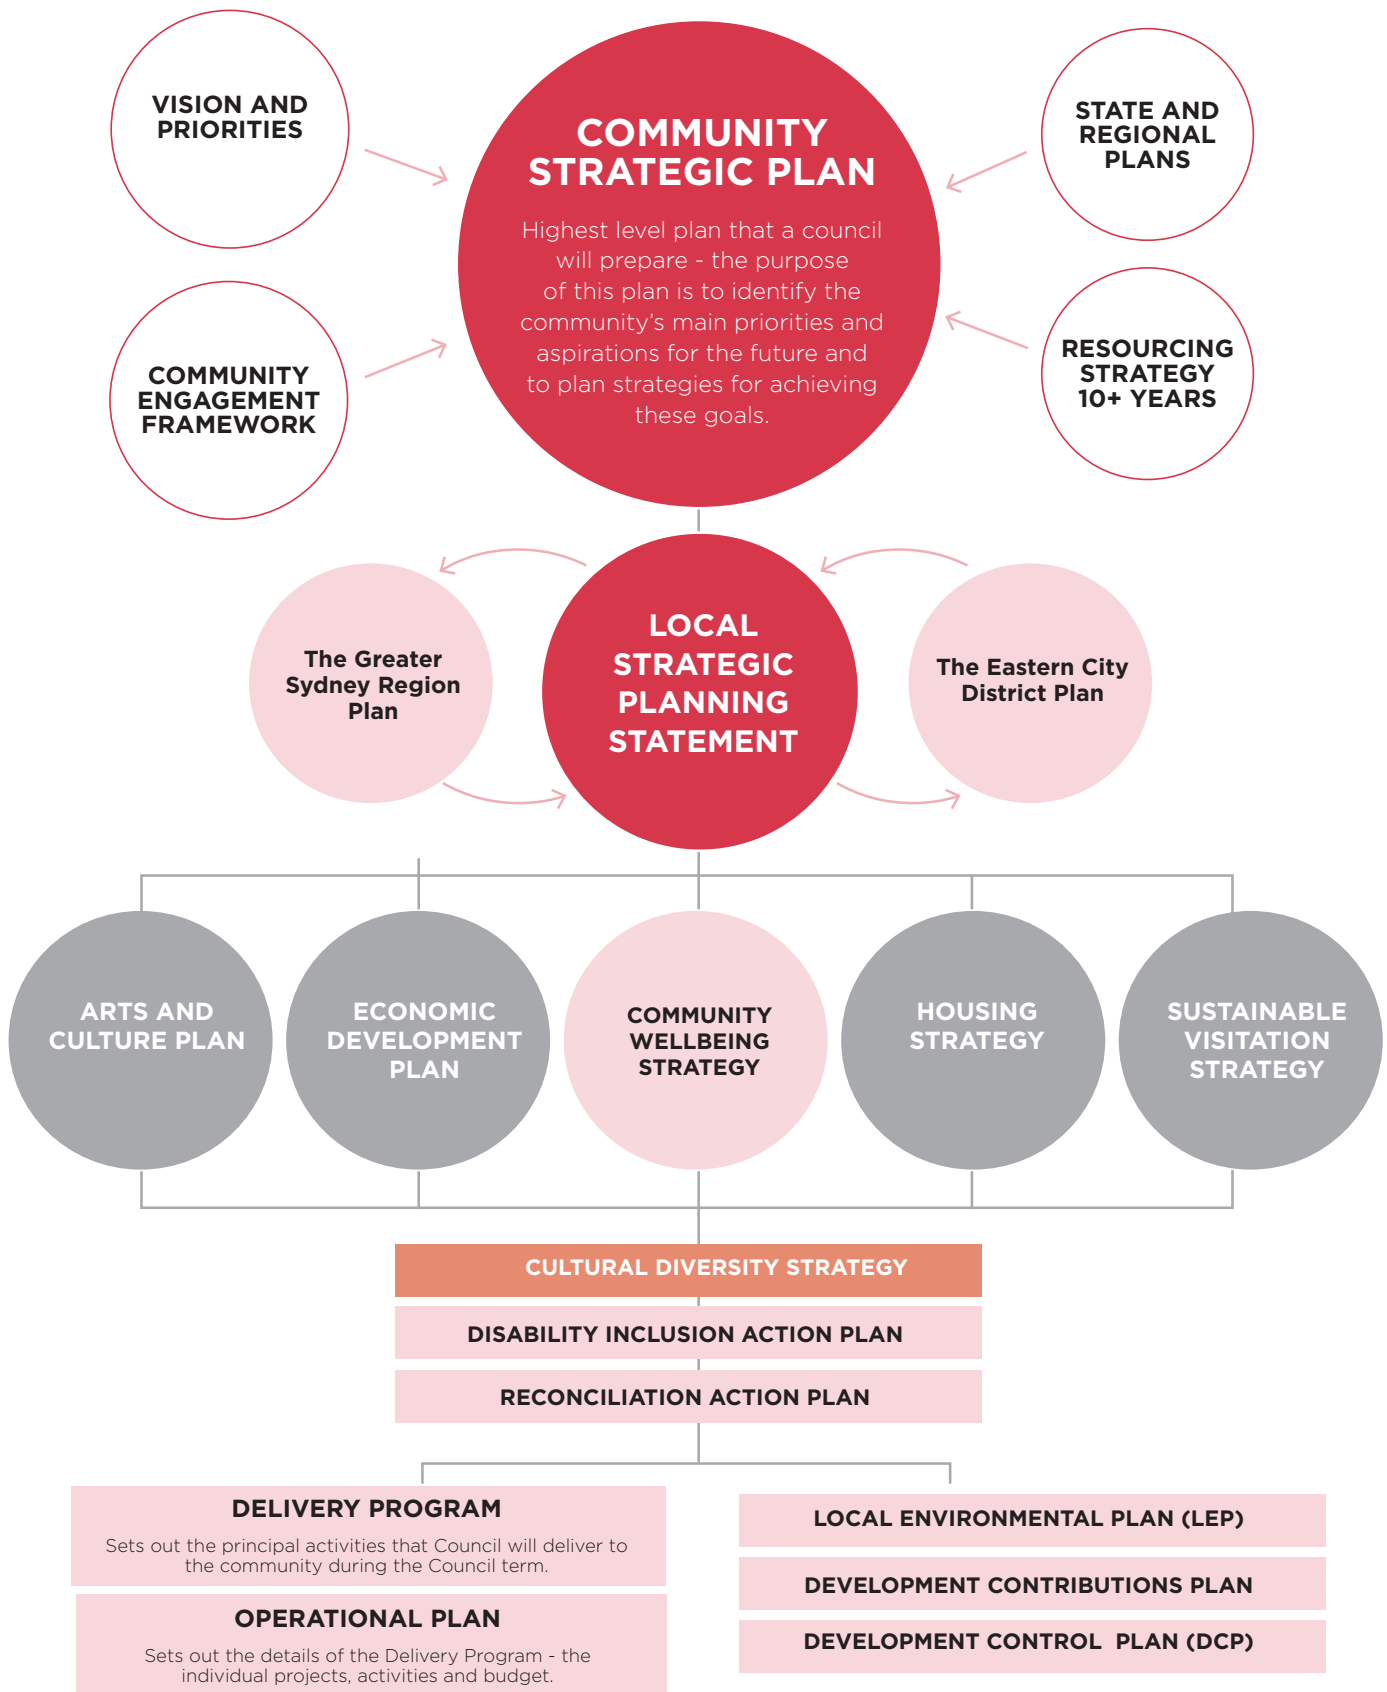 VISION AND
PRIORITIES
COMMUNITY
STRATEGIC PLAN
Highest level plan that a council
will prepare - the purpose
of this plan is to identify the
community’s main priorities and
aspirations for the future and
to plan strategies for achieving
these goals.
STATE AND
REGIONAL
PLANS
COMMUNITY
ENGAGEMENT
FRAMEWORK
RESOURCING
STRATEGY
10+ YEARS
The Greater
Sydney Region
Plan
LOCAL
STRATEGIC
PLANNING
STATEMENT
The Eastern City
District Plan
ARTS AND
CULTURE PLAN
ECONOMIC
DEVELOPMENT
PLAN
COMMUNITY
WELLBEING
STRATEGY
HOUSING
STRATEGY
SUSTAINABLE
VISITATION
STRATEGY
CULTURAL DIVERSITY STRATEGY
DISABILITY INCLUSION ACTION PLAN
RECONCILIATION ACTION PLAN
DELIVERY PROGRAM
Sets out the principal activities that Council will deliver to
the community during the Council term.
OPERATIONAL PLAN
Sets out the details of the Delivery Program - the
individual projects, activities and budget.
LOCAL ENVIRONMENTAL PLAN (LEP)
DEVELOPMENT CONTRIBUTIONS PLAN
DEVELOPMENT CONTROL  PLAN (DCP)